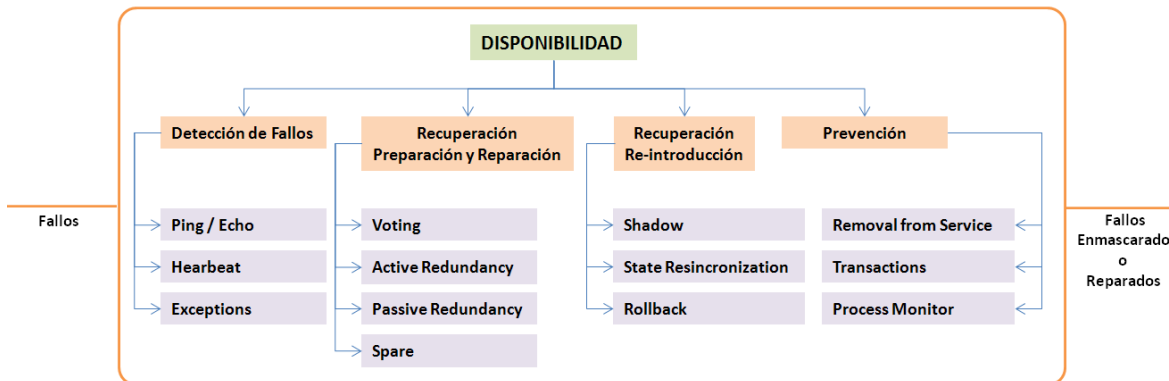 DISPONIBILIDAD
Detección de Fallos
Recuperación
Preparación y Reparación
Recuperación
Re-introducción
Prevención
Fallos
Ping / Echo
Hearbeat
Exceptions
Voting
Active Redundancy
Passive Redundancy
Spare
Shadow
State Resincronization
Rollback
Removal from Service
Transactions
Process Monitor
Fallos
Enmascarado
o
Reparados